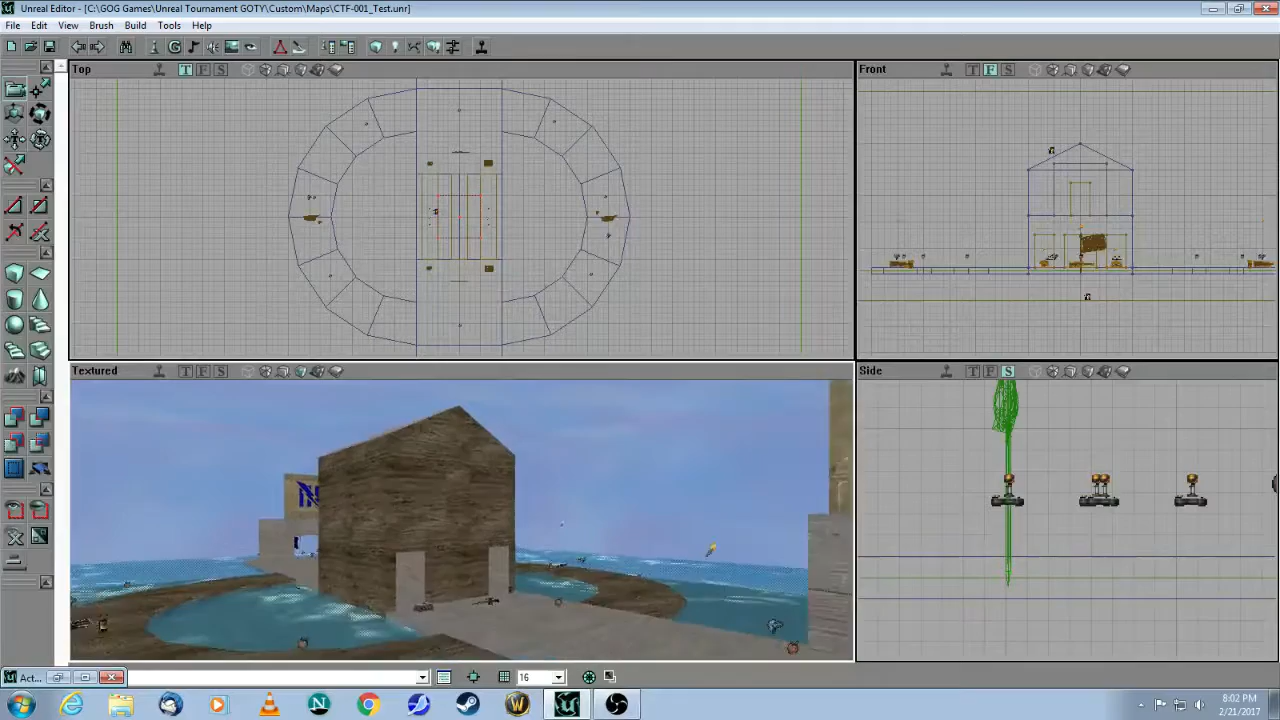 Unreal Editor - [C:\GOG Games\Unreal Tournament GOTY\Custom\Maps\CTF-001_Test.unr]
File Edit View Brush Build Tools Help
Top T F S
Front T F S
Textured T F S
Side T F S
Act...
16
8:02 PM
2/21/2017